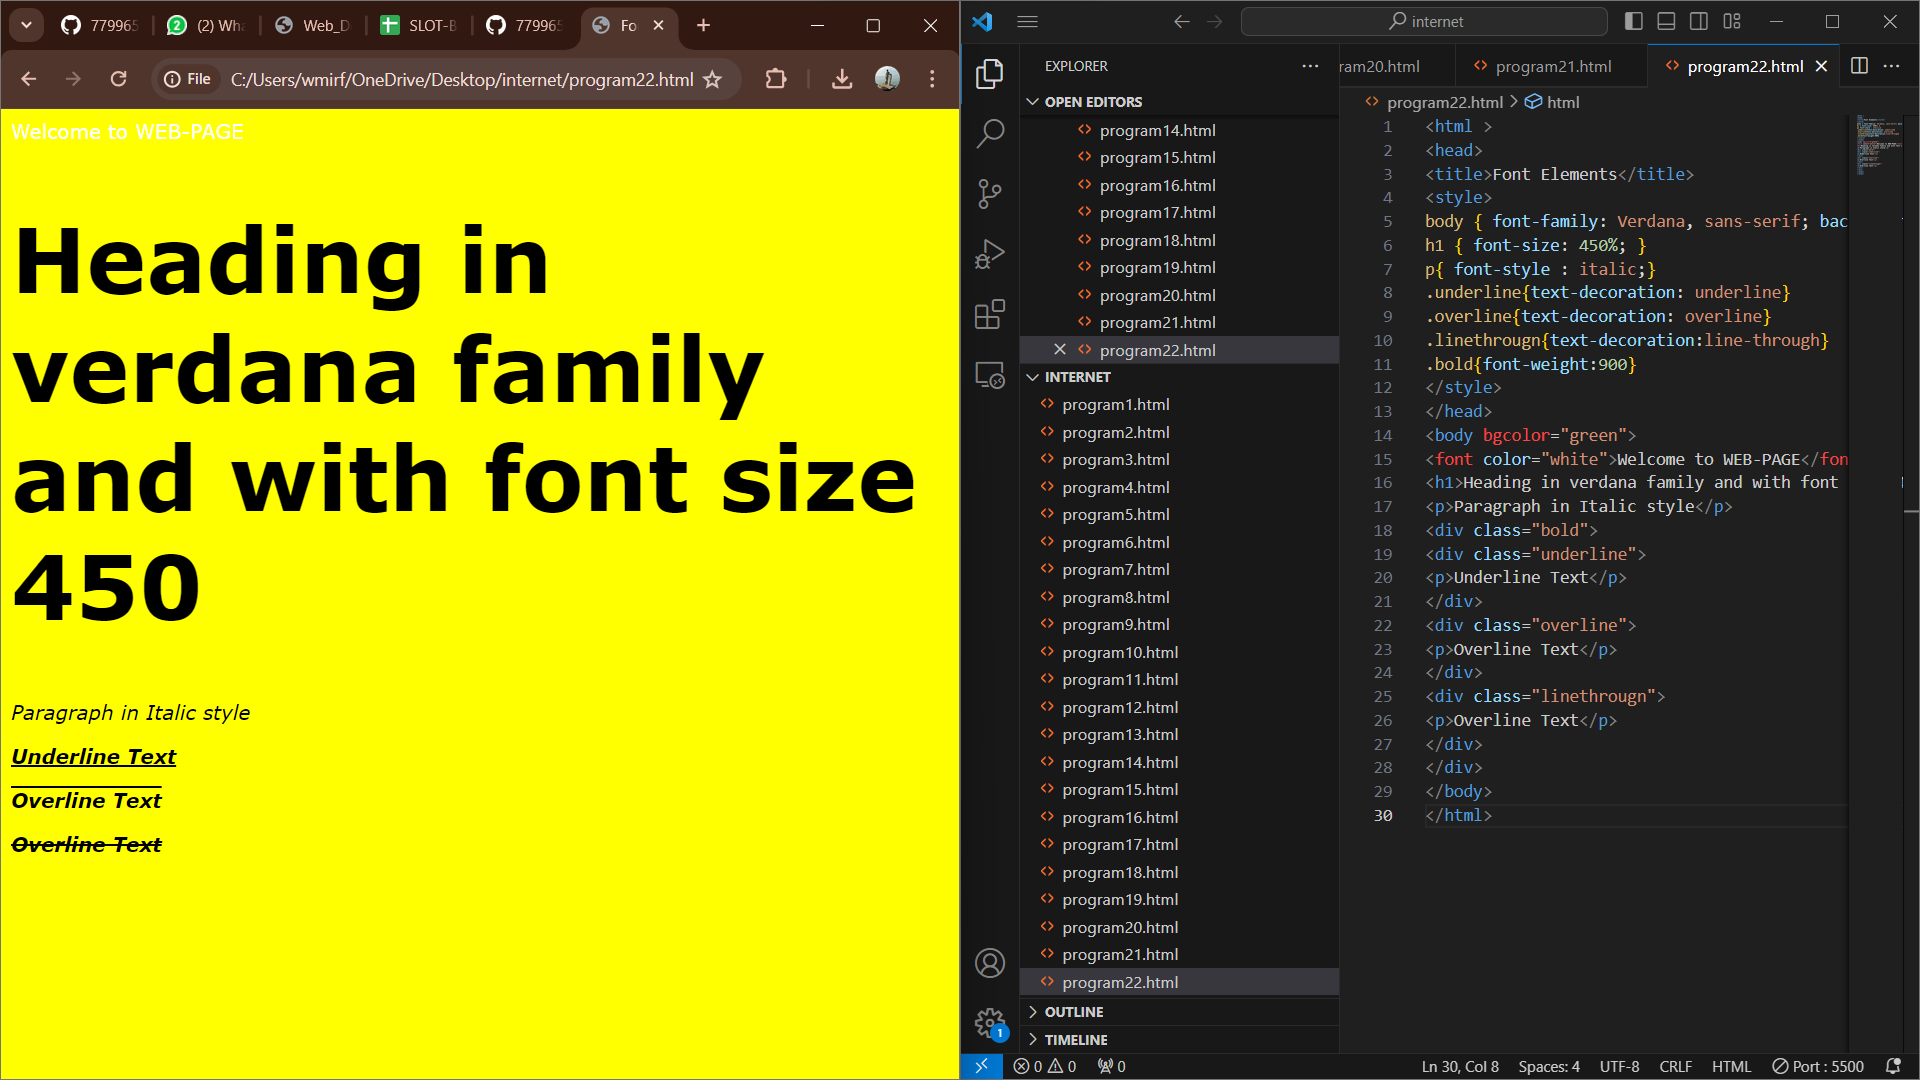 779965
(2) Wha
Web_D
SLOT-B
779965
Fo
File
C:/Users/wmirf/OneDrive/Desktop/internet/program22.html
Welcome to WEB-PAGE
Heading in
verdana family
and with font size
450
Paragraph in Italic style
Underline Text
Overline Text
Overline Text
internet
EXPLORER
OPEN EDITORS
program14.html
program15.html
program16.html
program17.html
program18.html
program19.html
program20.html
program21.html
program22.html
INTERNET
program1.html
program2.html
program3.html
program4.html
program5.html
program6.html
program7.html
program8.html
program9.html
program10.html
program11.html
program12.html
program13.html
program14.html
program15.html
program16.html
program17.html
program18.html
program19.html
program20.html
program21.html
program22.html
OUTLINE
TIMELINE
1
ram20.html
program21.html
program22.html
program22.html > html
1 <html >
2 <head>
3 <title>Font Elements</title>
4 <style>
5 body { font-family: Verdana, sans-serif; bac
6 h1 { font-size: 450%; }
7 p{ font-style : italic;}
8 .underline{text-decoration: underline}
9 .overline{text-decoration: overline}
10 .linethrougn{text-decoration:line-through}
11 .bold{font-weight:900}
12 </style>
13 </head>
14 <body bgcolor="green">
15 <font color="white">Welcome to WEB-PAGE</fon
16 <h1>Heading in verdana family and with font
17 <p>Paragraph in Italic style</p>
18 <div class="bold">
19 <div class="underline">
20 <p>Underline Text</p>
21 </div>
22 <div class="overline">
23 <p>Overline Text</p>
24 </div>
25 <div class="linethrougn">
26 <p>Overline Text</p>
27 </div>
28 </div>
29 </body>
30 </html>
0 0 0 Ln 30, Col 8 Spaces: 4 UTF-8 CRLF HTML Port : 5500